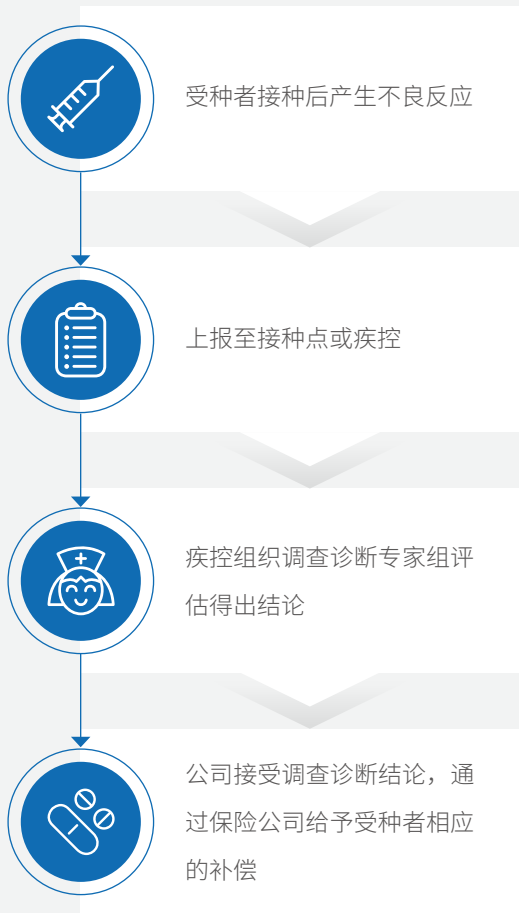 受种者接种后产生不良反应
上报至接种点或疾控
疾控组织调查诊断专家组评
估得出结论
公司接受调查诊断结论，通
过保险公司给予受种者相应
的补偿